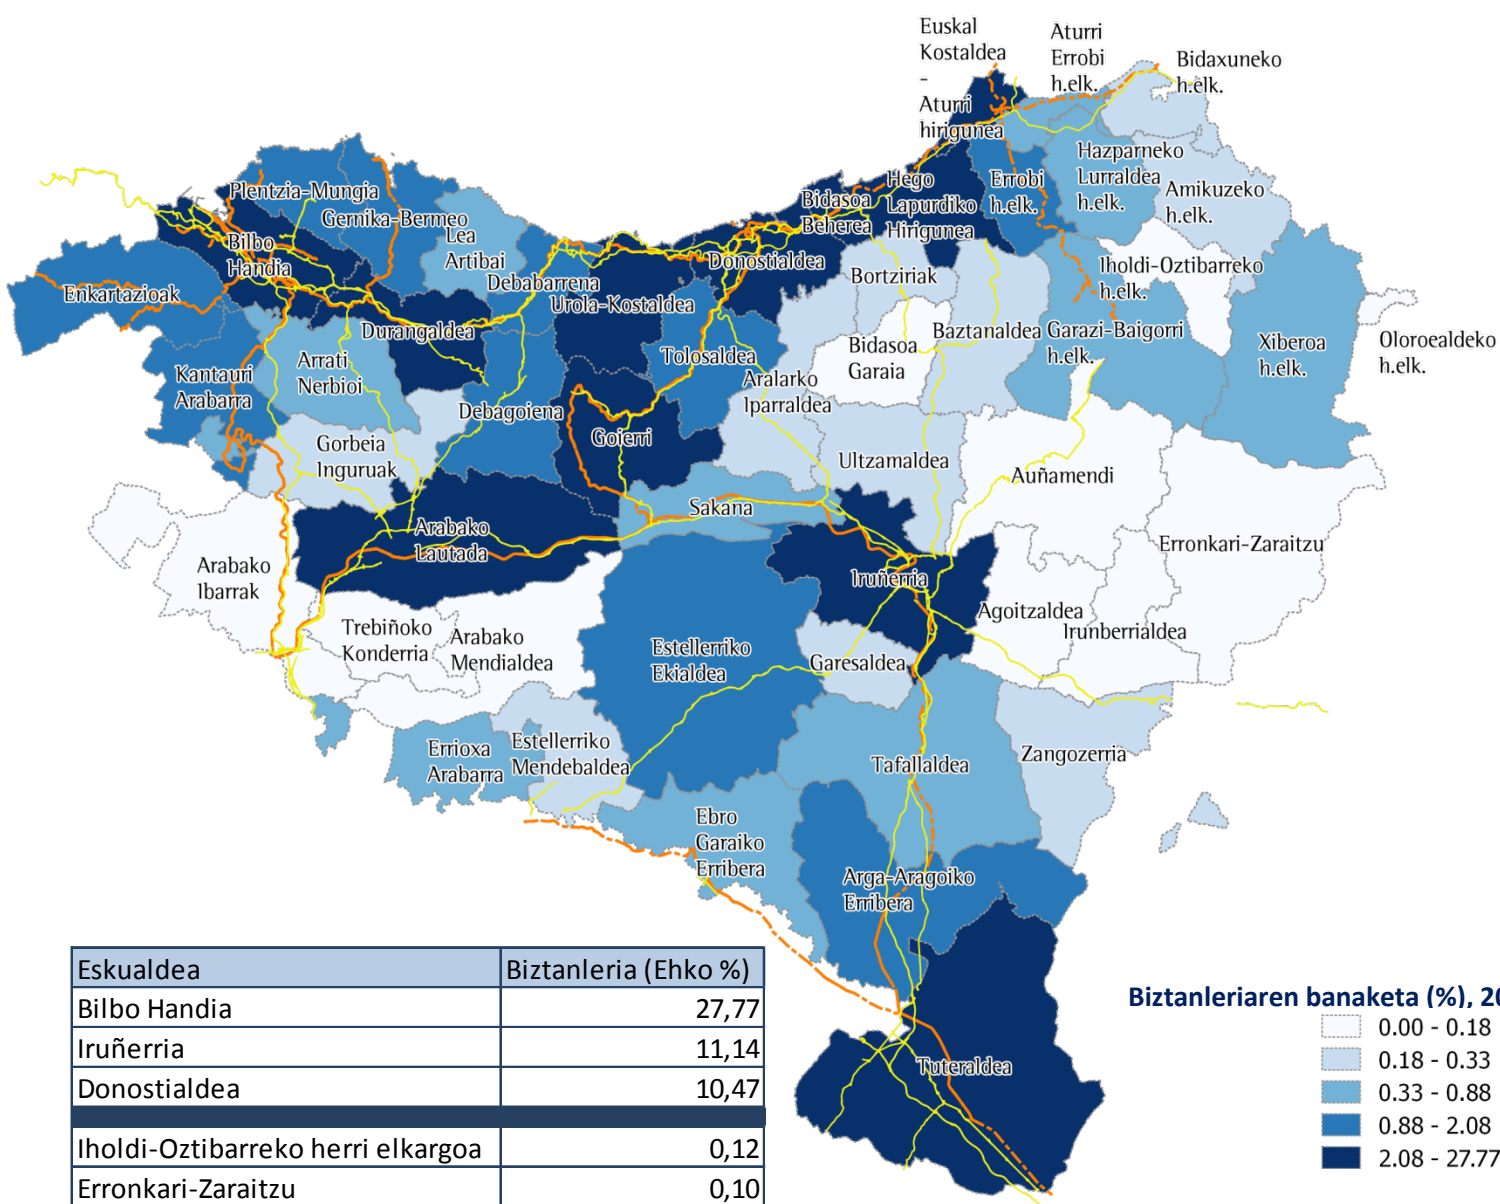 Euskal
Kostaldea
-
Aturri
hirigunea
Aturri
Errobi
h.elk.
Bidaxuneko
h.elk.
Plentzia-Mungia
Gernika-Bermeo
Lea
Artibai
Bilbo
Handia
Enkartazioak
Debabarrena
Urola-Kostaldea
Donostialdea
Bidasoa
Beherea
Hego
Lapurdiko
Hirigunea
Errobi
h.elk.
Hazparneko
Lurraldea
h.elk.
Amikuzeko
h.elk.
Iholdi-Oztibarreko
h.elk.
Bortziriak
Baztanaldea
Garazi-Baigorri
h.elk.
Xiberoa
h.elk.
Oloroealdeko
h.elk.
Durangaldea
Arrati
Nerbioi
Kantauri
Arabarra
Debagoiena
Tolosaldea
Bidasoa
Garaia
Aralarko
Iparraldea
Goierri
Gorbeia
Inguruak
Ultzamaldea
Auñamendi
Sakana
Arabako
Lautada
Arabako
Ibarrak
Erronkari-Zaraitzu
Iruñerria
Agoitzaldea
Irunberrialdea
Trebiñoko
Konderria
Arabako
Mendialdea
Estellerriko
Ekialdea
Garesaldea
Errioxa
Arabarra
Estellerriko
Mendebaldea
Tafallaldea
Zangozerria
Ebro
Garaiko
Erribera
Arga-Aragoiko
Erribera
Tuteraldea
Eskualdea Biztanleria (Ehko %)
Bilbo Handia 27,77
Iruñerria 11,14
Donostialdea 10,47
Iholdi-Oztibarreko herri elkargoa 0,12
Erronkari-Zaraitzu 0,10
Biztanleriaren banaketa (%), 20
0.00 - 0.18
0.18 - 0.33
0.33 - 0.88
0.88 - 2.08
2.08 - 27.77